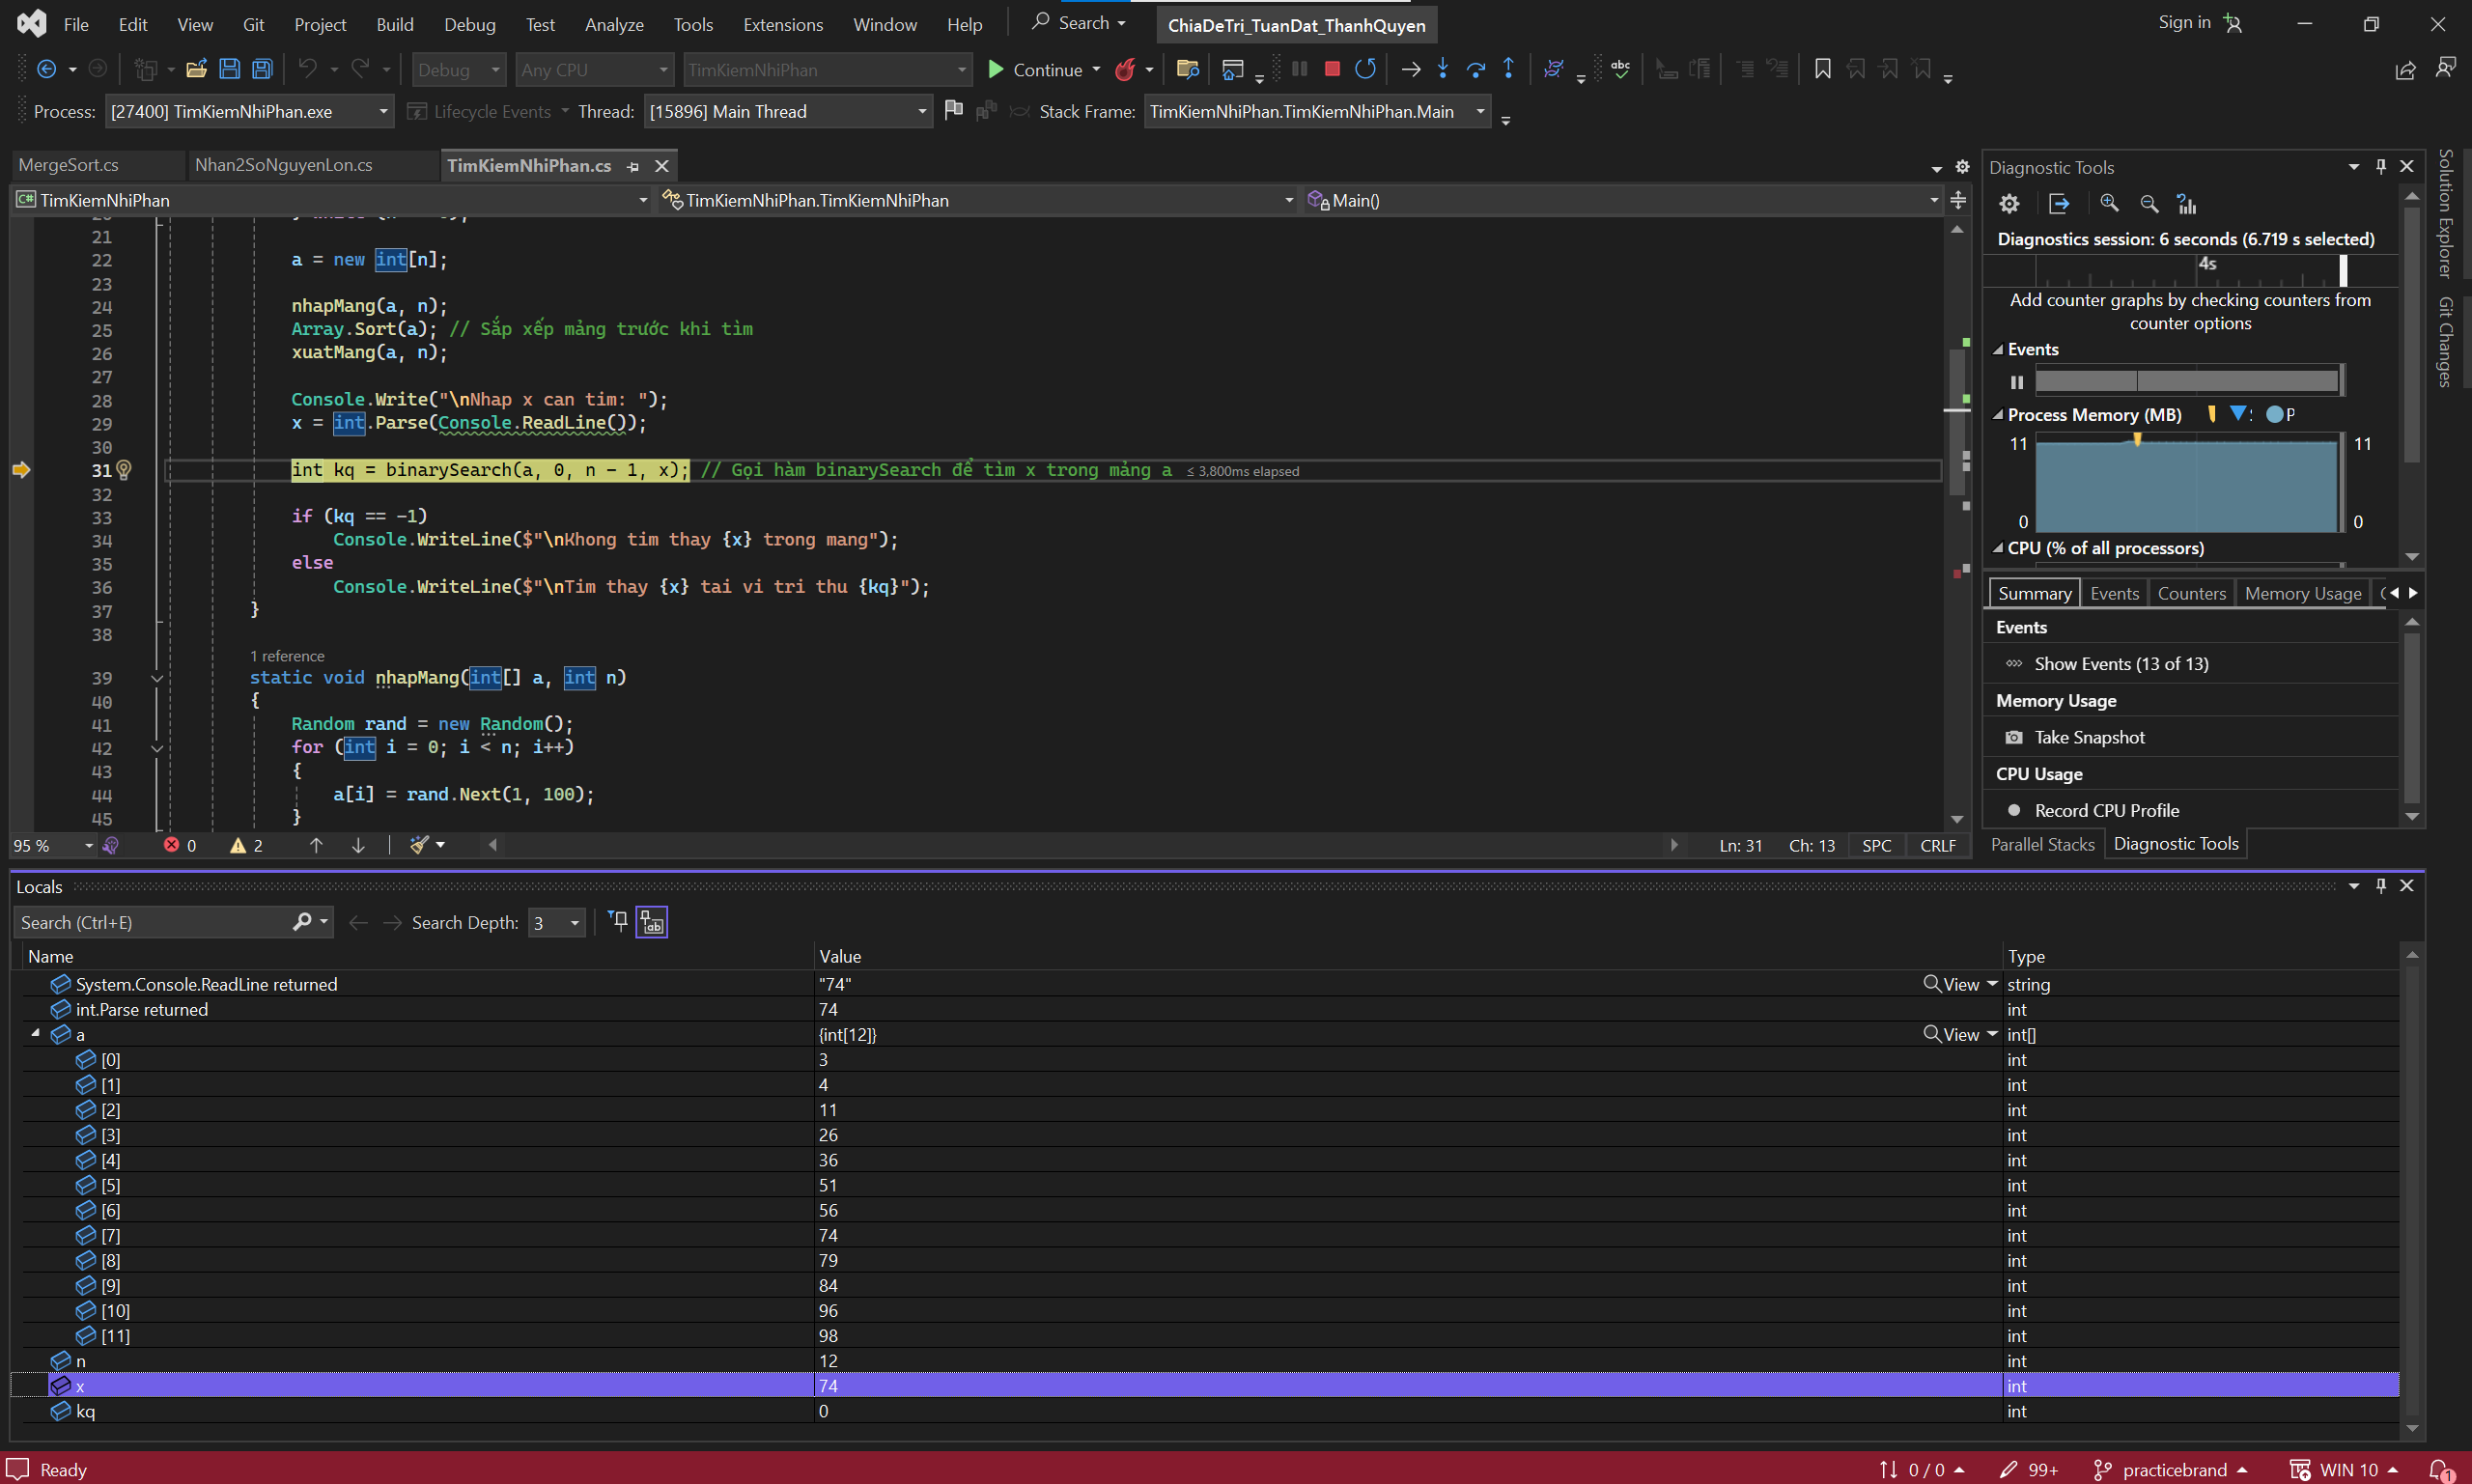 File Edit View Git Project Build Debug Test Analyze Tools Extensions Window Help Search ChiaDeTri_TuanDat_ThanhQuyen Sign in
Debug Any CPU TimKiemNhiPhan Continue
Process: [27400] TimKiemNhiPhan.exe Lifecycle Events Thread: [15896] Main Thread Stack Frame: TimKiemNhiPhan.TimKiemNhiPhan.Main
MergeSort.cs Nhan2SoNguyenLon.cs TimKiemNhiPhan.cs
C# TimKiemNhiPhan TimKiemNhiPhan.TimKiemNhiPhan Main()
21
22 a = new int[n];
23
24 nhapMang(a, n);
25 Array.Sort(a); // Sắp xếp mảng trước khi tìm
26 xuatMang(a, n);
27
28 Console.Write("\nNhap x can tim: ");
29 x = int.Parse(Console.ReadLine());
30
31 int kq = binarySearch(a, 0, n - 1, x); // Gọi hàm binarySearch để tìm x trong mảng a ≤ 3,800ms elapsed
32
33 if (kq == -1)
34 Console.WriteLine($"\nKhong tim thay {x} trong mang");
35 else
36 Console.WriteLine($"\nTim thay {x} tai vi tri thu {kq}");
37 }
38
1 reference
39 static void nhapMang(int[] a, int n)
40 {
41 Random rand = new Random();
42 for (int i = 0; i < n; i++)
43 {
44 a[i] = rand.Next(1, 100);
45 }
95 % 0 2 Ln: 31 Ch: 13 SPC CRLF
Diagnostic Tools
Diagnostics session: 6 seconds (6.719 s selected)
4s
Add counter graphs by checking counters from
counter options
Events
Process Memory (MB) P
11 11
0 0
CPU (% of all processors)
Summary Events Counters Memory Usage
Events
Show Events (13 of 13)
Memory Usage
Take Snapshot
CPU Usage
Record CPU Profile
Parallel Stacks Diagnostic Tools
Solution Explorer
Git Changes
Locals
Search (Ctrl+E) Search Depth: 3
Name Value Type
System.Console.ReadLine returned "74" View string
int.Parse returned 74 int
a {int[12]} View int[]
[0] 3 int
[1] 4 int
[2] 11 int
[3] 26 int
[4] 36 int
[5] 51 int
[6] 56 int
[7] 74 int
[8] 79 int
[9] 84 int
[10] 96 int
[11] 98 int
n 12 int
x 74 int
kq 0 int
Ready 0 / 0 99+ practicebrand WIN 10 1